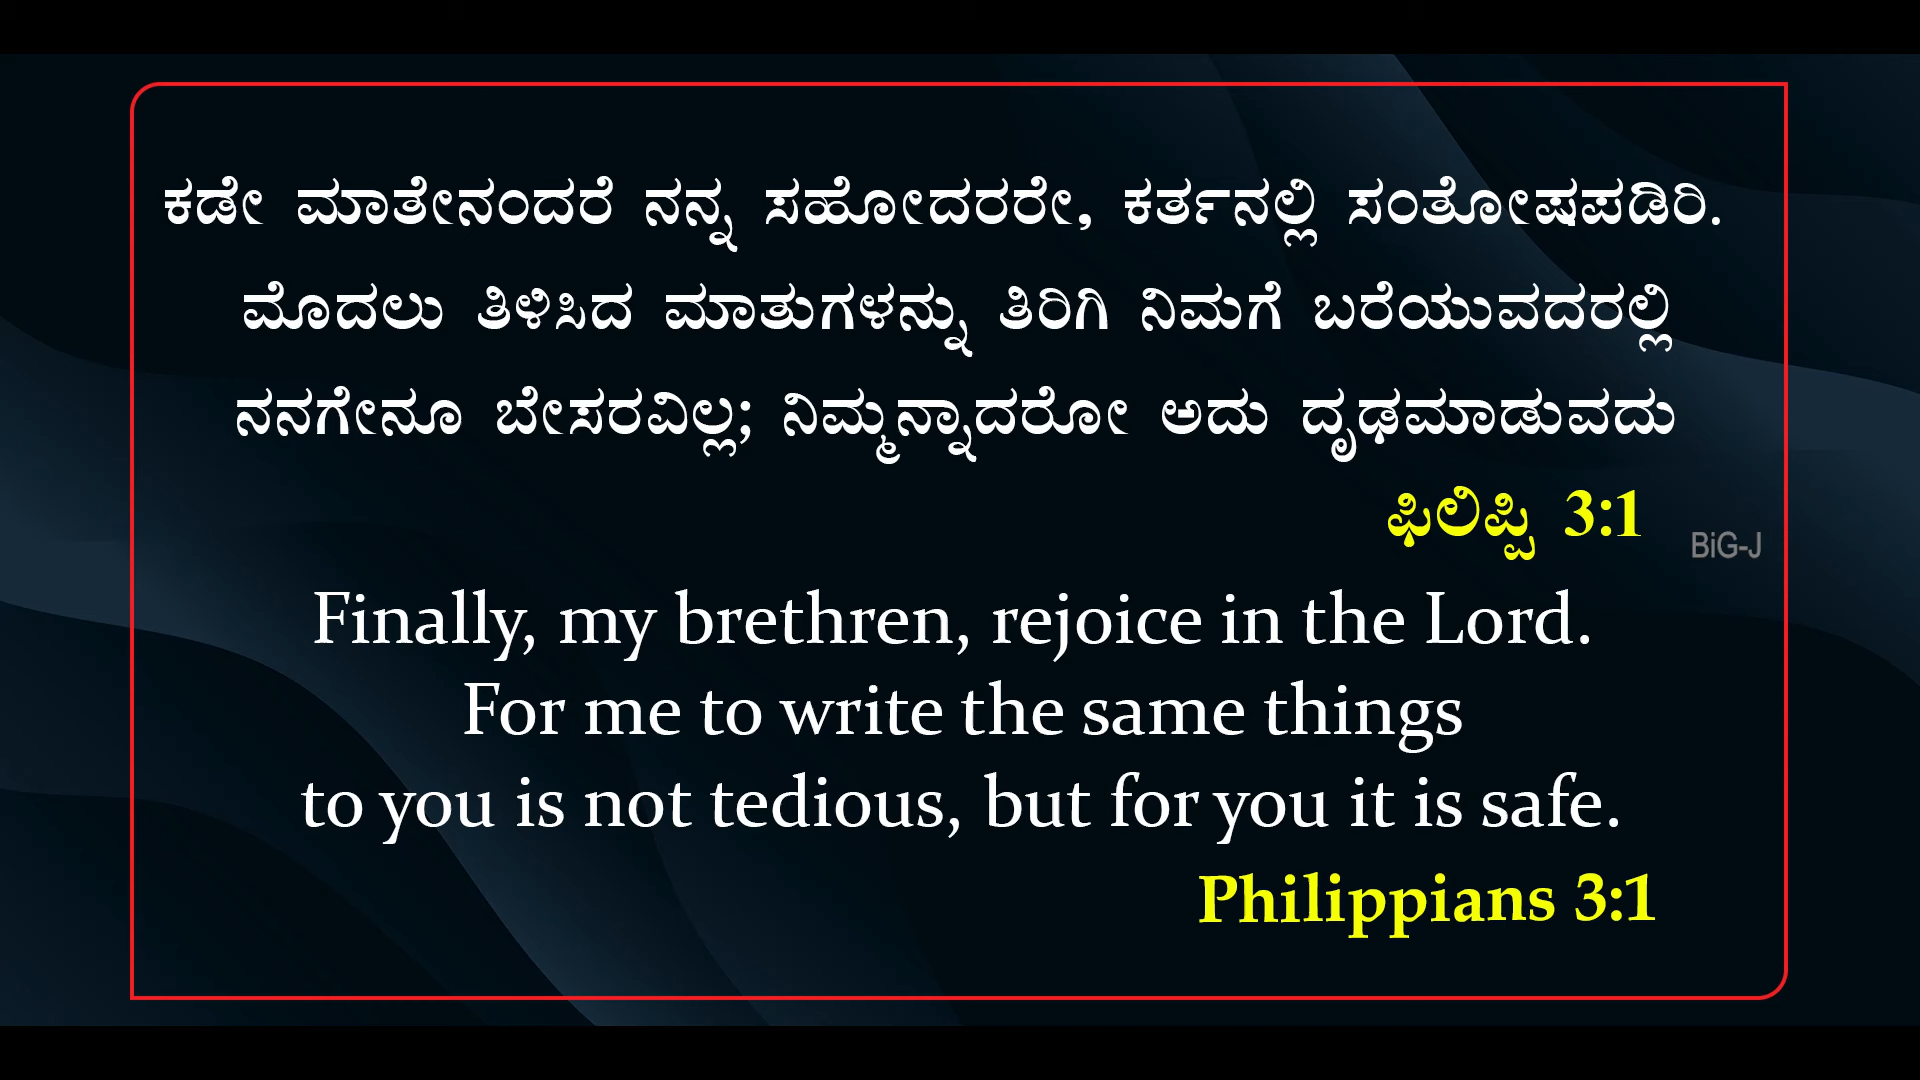 ಕಡೇ ಮಾತೇನಂದರೆ ನನ್ನ ಸಹೋದರರೇ, ಕರ್ತನಲ್ಲಿ ಸಂತೋಷಪಡಿರಿ.
ಮೊದಲು ತಿಳಿಸಿದ ಮಾತುಗಳನ್ನು ತಿರಿಗಿ ನಿಮಗೆ ಬರೆಯುವದರಲ್ಲಿ
ನನಗೇನೂ ಬೇಸರವಿಲ್ಲ; ನಿಮ್ಮನ್ನಾದರೋ ಅದು ದೃಢಮಾಡುವದು
ಫಿಲಿಪ್ಪಿ 3:1
BiG-J
Finally, my brethren, rejoice in the Lord.
For me to write the same things
to you is not tedious, but for you it is safe.
Philippians 3:1